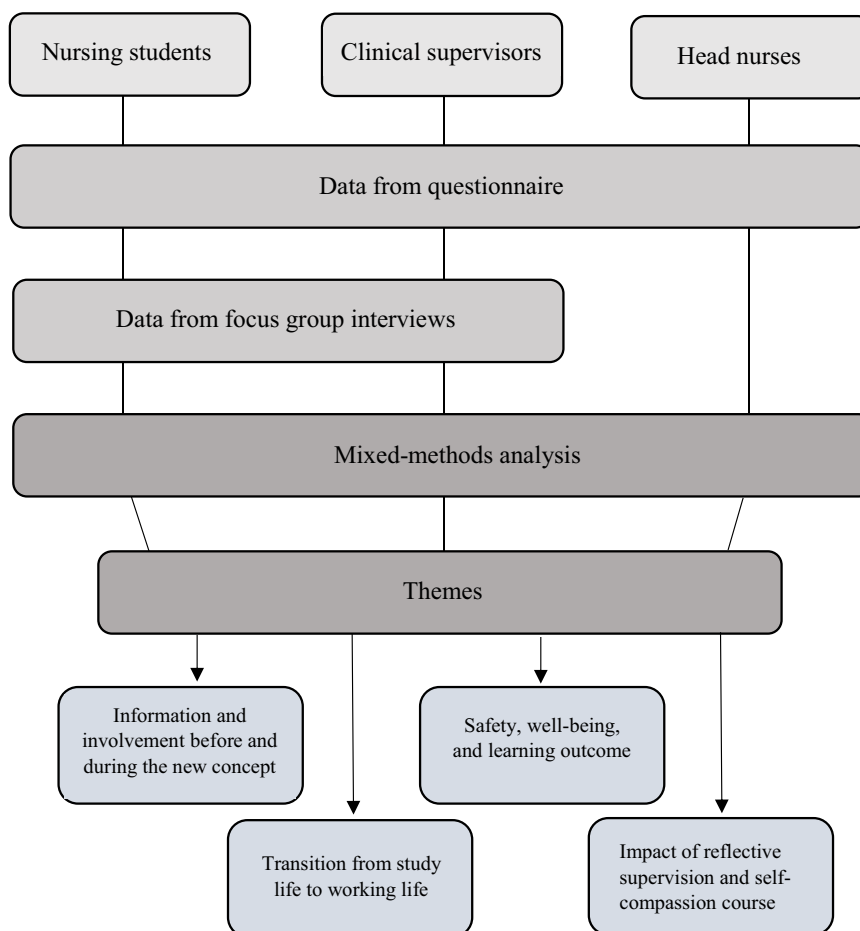 Nursing students
Clinical supervisors
Head nurses
Data from questionnaire
Data from focus group interviews
Mixed-methods analysis
Themes
Information and
involvement before and
during the new concept
Safety, well-being,
and learning outcome
Transition from study
life to working life
Impact of reflective
supervision and self-
compassion course